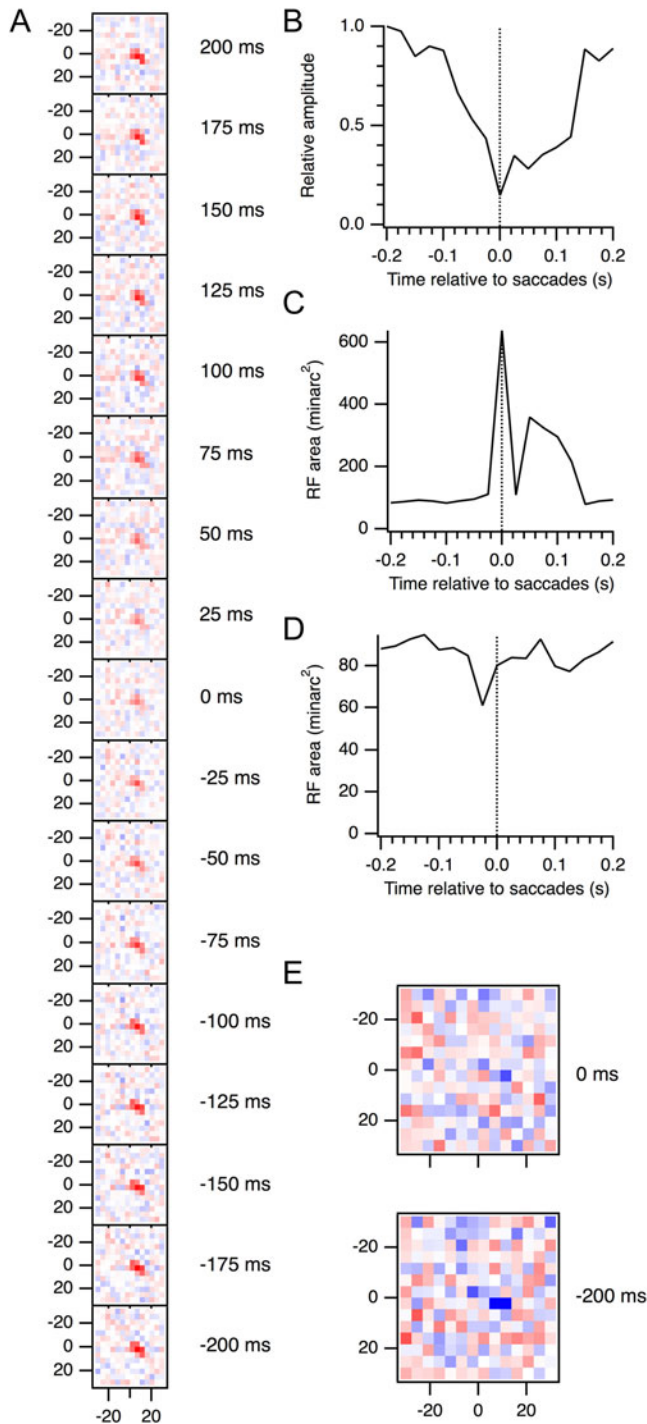 A
-20
0
20
200 ms
-20
0
20
175 ms
-20
0
20
150 ms
-20
0
20
125 ms
-20
0
20
100 ms
-20
0
20
75 ms
-20
0
20
50 ms
-20
0
20
25 ms
-20
0
20
0 ms
-20
0
20
-25 ms
-20
0
20
-50 ms
-20
0
20
-75 ms
-20
0
20
-100 ms
-20
0
20
-125 ms
-20
0
20
-150 ms
-20
0
20
-175 ms
-20
0
20
-200 ms
-20 20
B
Relative amplitude
1.0
0.5
0.0
-0.2 -0.1 0.0 0.1 0.2
Time relative to saccades (s)
C
RF area (minarc²)
600
400
200
0
-0.2 -0.1 0.0 0.1 0.2
Time relative to saccades (s)
D
RF area (minarc²)
80
60
40
20
0
-0.2 -0.1 0.0 0.1 0.2
Time relative to saccades (s)
E
-20
0
20
0 ms
-20 0 20
-20
0
20
-200 ms
-20 0 20